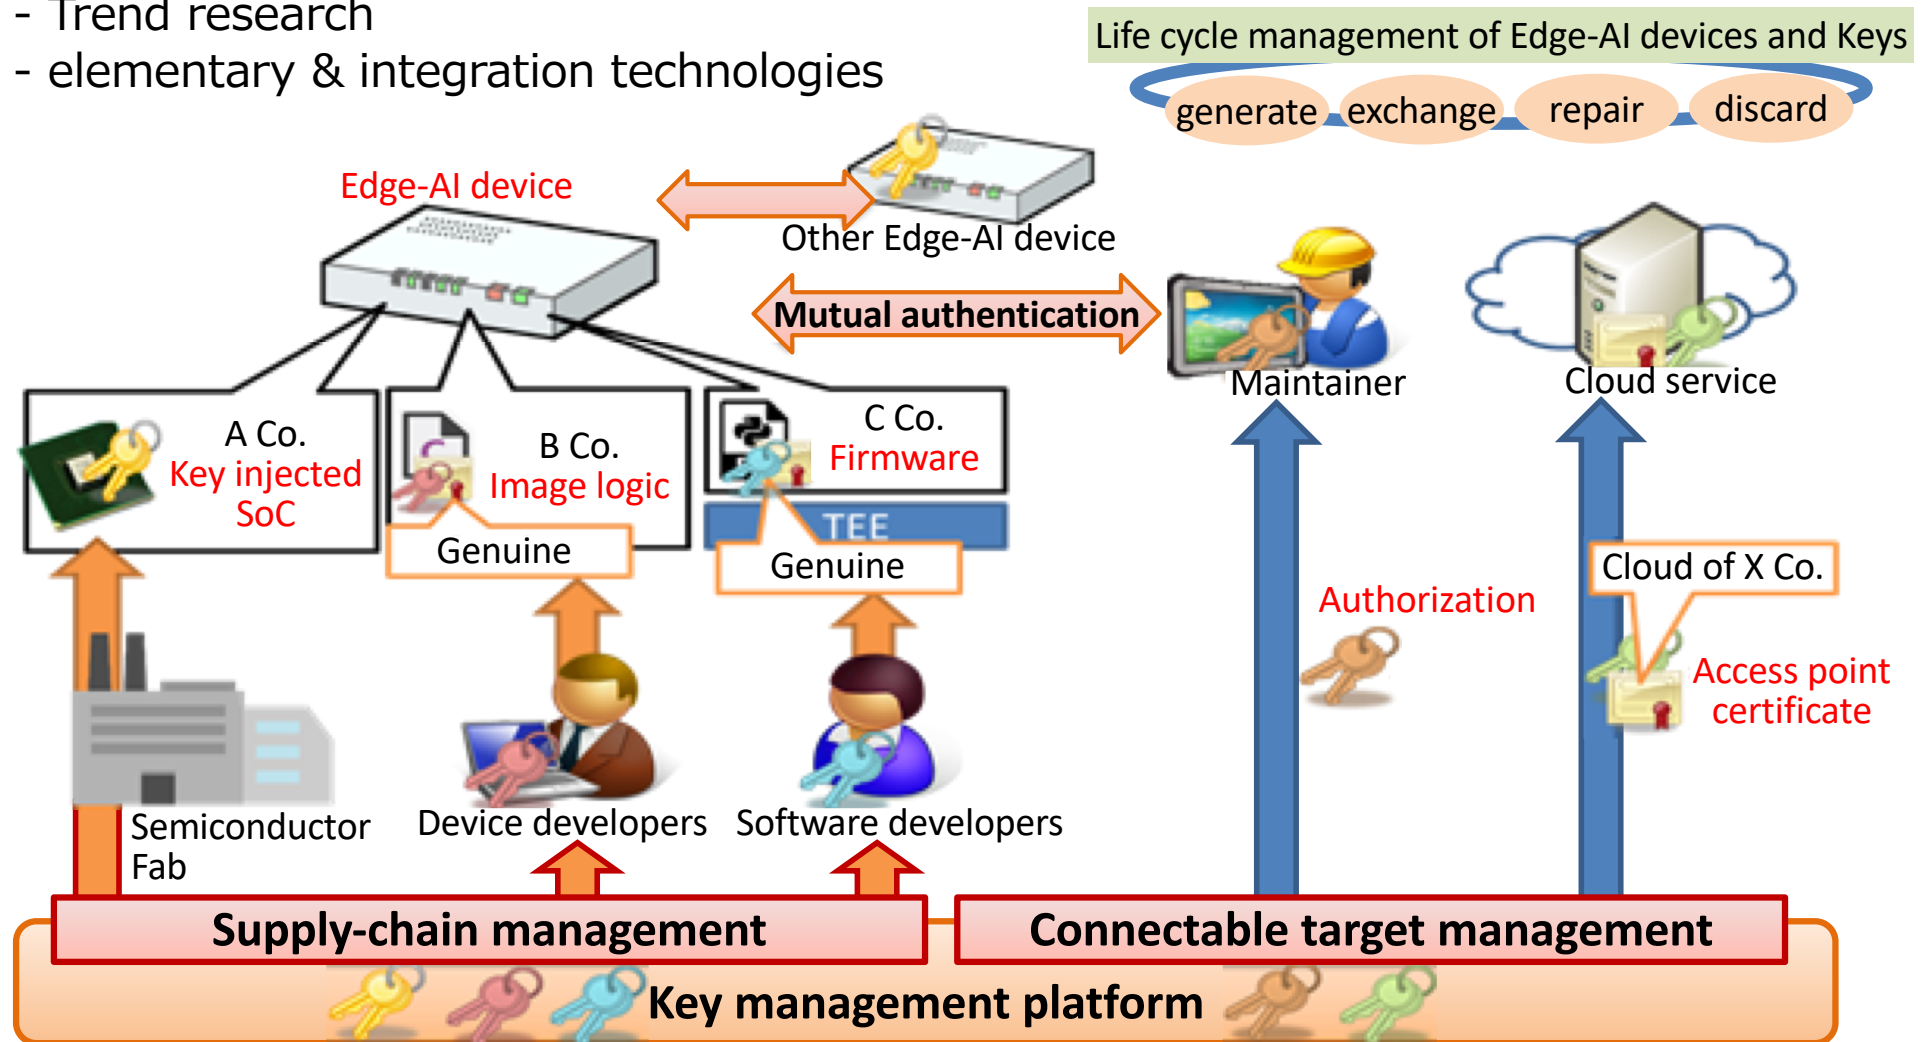 - Trend research
- elementary & integration technologies
Life cycle management of Edge-AI devices and Keys
generate
exchange
repair
discard
Edge-AI device
Other Edge-AI device
Mutual authentication
Maintainer
Cloud service
A Co.
Key injected
SoC
B Co.
Image logic
Genuine
C Co.
Firmware
TEE
Genuine
Cloud of X Co.
Authorization
Access point
certificate
Semiconductor
Fab
Device developers
Software developers
Supply-chain management
Connectable target management
Key management platform